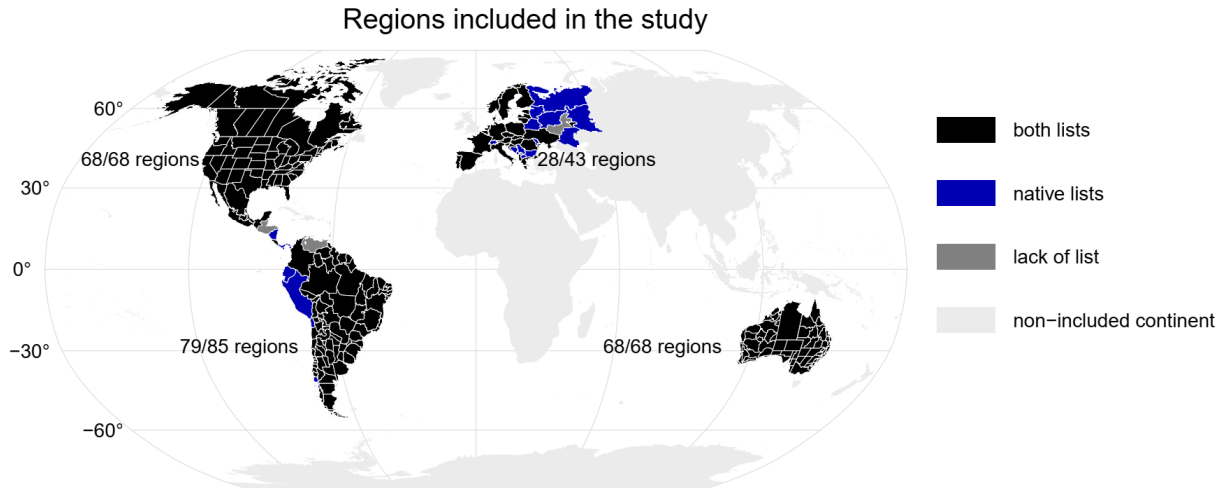 Regions included in the study
60°
68/68 regions
28/43 regions
30°
0°
79/85 regions
68/68 regions
−30°
−60°
both lists
native lists
lack of list
non−included continent